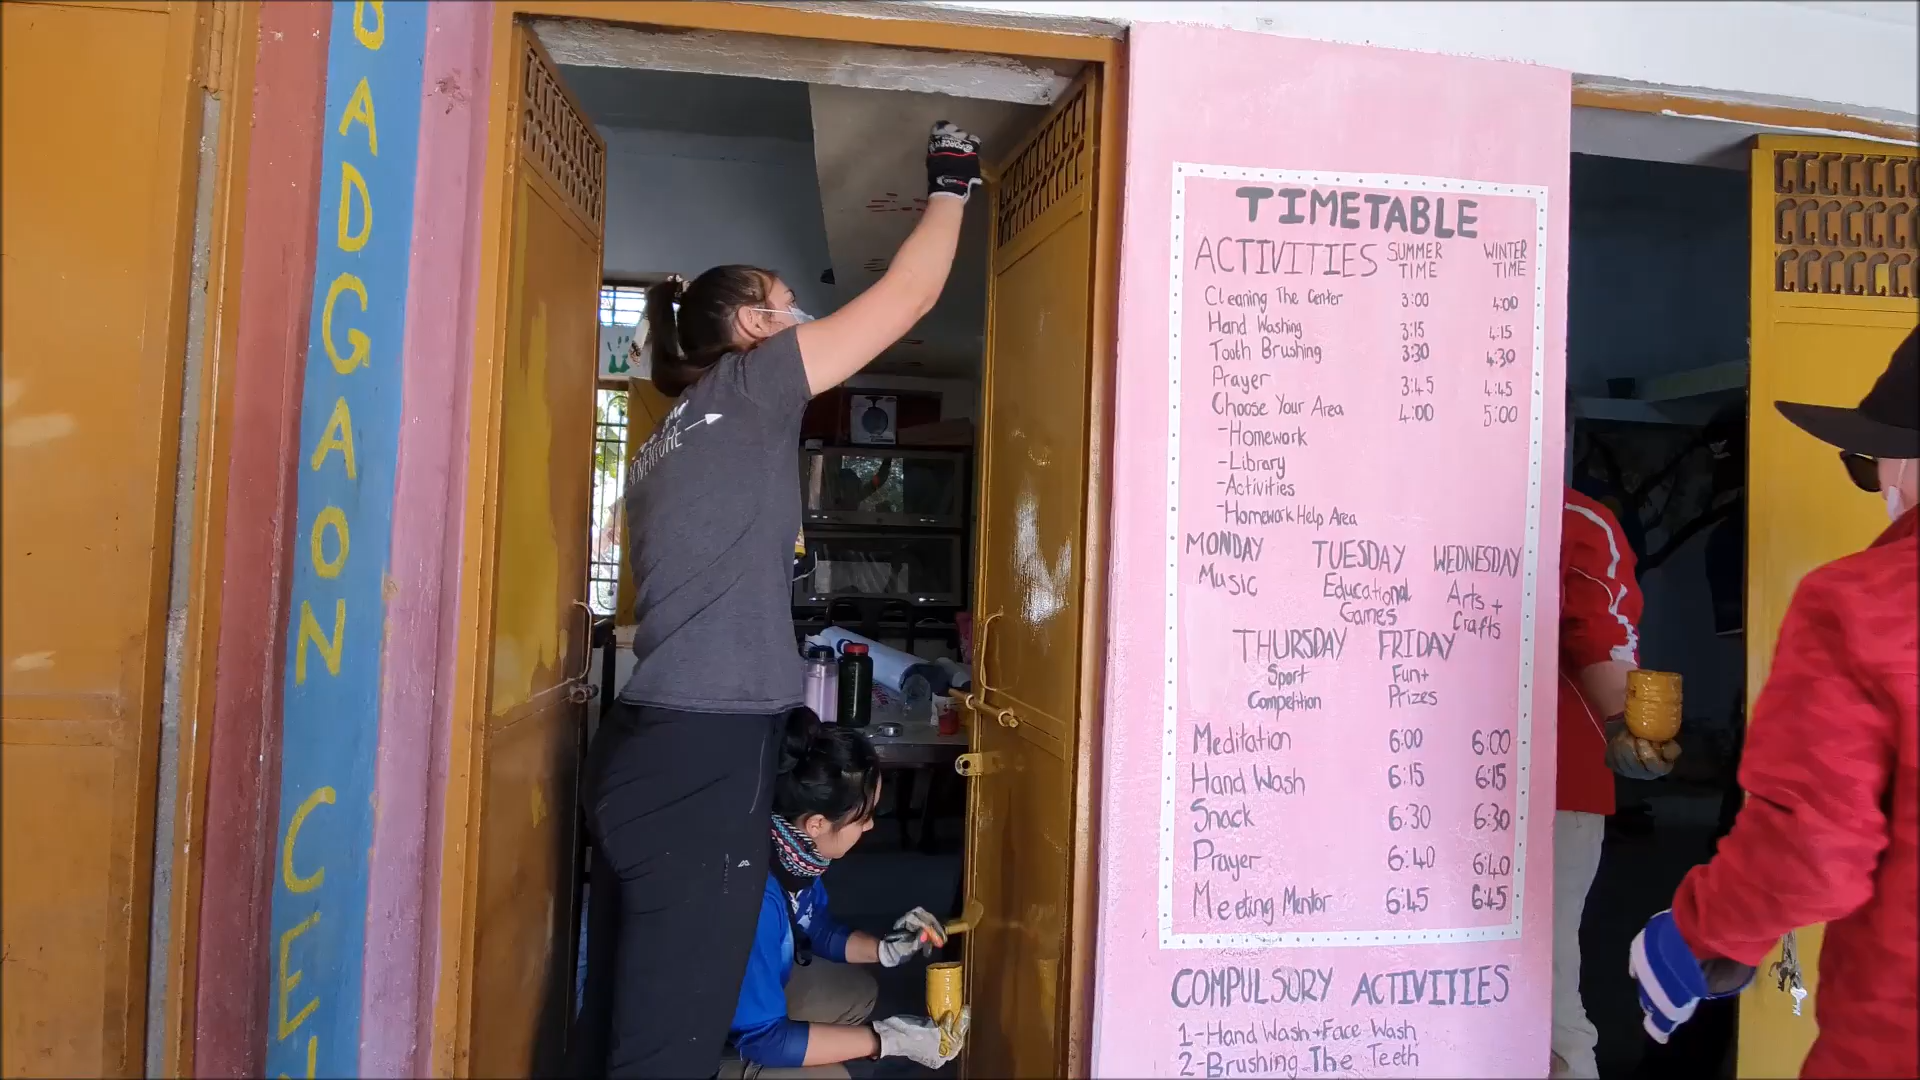 BADGAON CE
ADVENTURE
TIMETABLE
ACTIVITIES SUMMER TIME WINTER TIME
Cleaning The Center 3:00 4:00
Hand Washing 3:15 4:15
Tooth Brushing 3:30 4:30
Prayer 3:45 4:45
Choose Your Area 4:00 5:00
-Homework
-Library
-Activities
-Homework Help Area
MONDAY TUESDAY WEDNESDAY
Music Educational Games Arts + Crafts
THURSDAY FRIDAY
Sport Competition Fun+ Prizes
Meditation 6:00 6:00
Hand Wash 6:15 6:15
Snack 6:30 6:30
Prayer 6:40 6:40
Meeting Mentor 6:45 6:45
COMPULSORY ACTIVITIES
1-Hand Wash+Face Wash
2-Brushing The Teeth